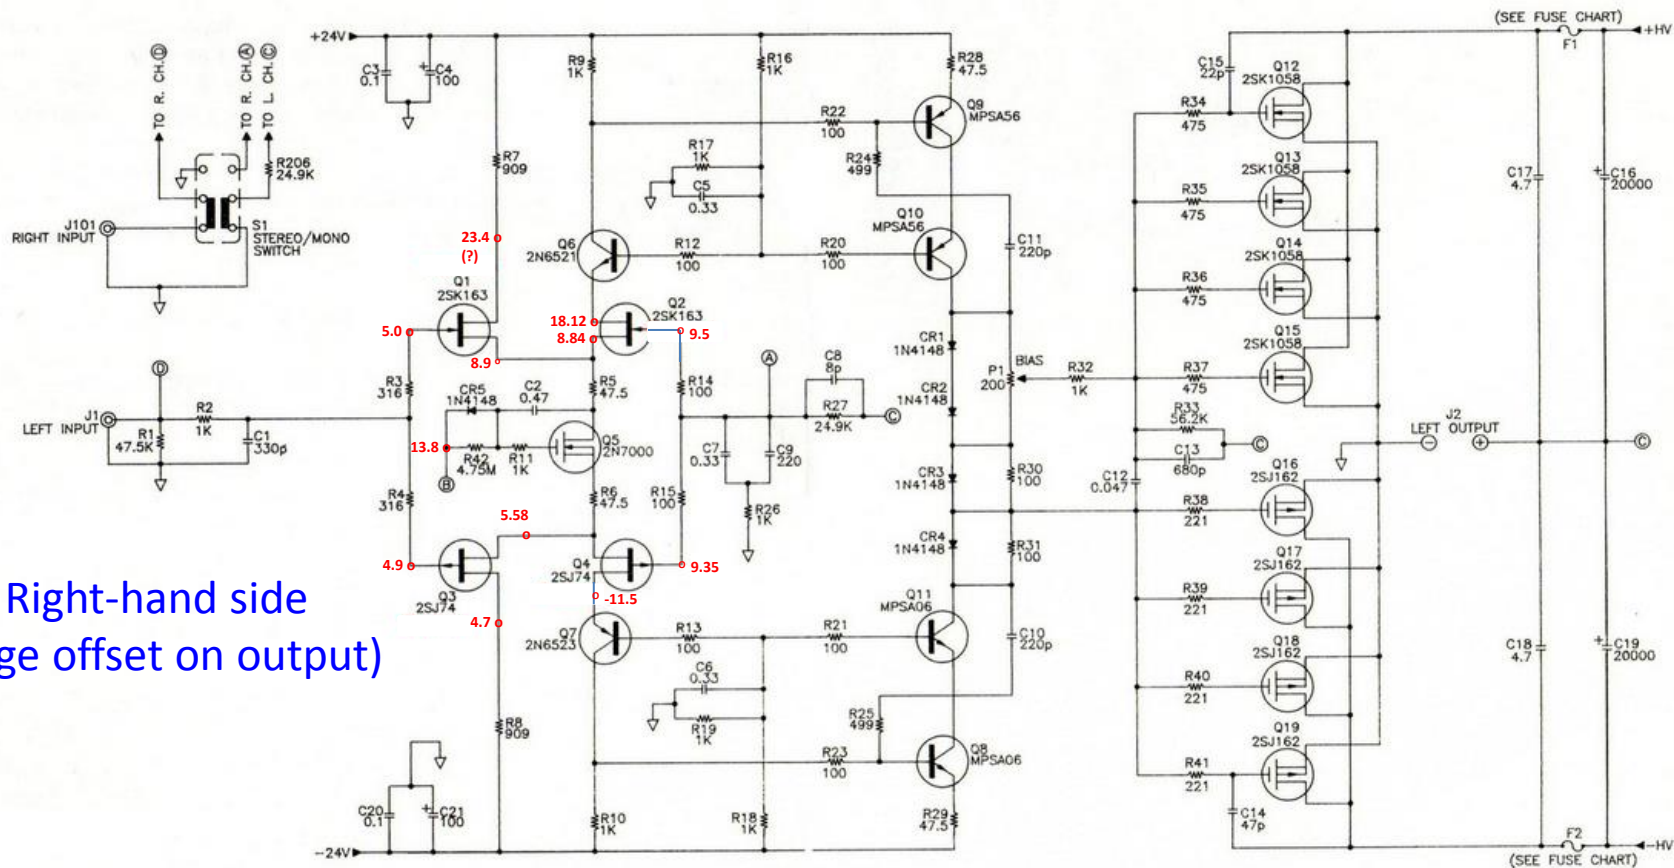 (SEE FUSE CHART)
+HV
F1
+24V
TO R. CH.Ⓓ
TO R. CH.Ⓐ
TO L. CH.Ⓒ
R206
24.9K
J101
RIGHT INPUT
S1
STEREO/MONO
SWITCH
C3
0.1
C4
100
R7
909
R9
1K
R16
1K
R28
47.5
R22
100
Q9
MPSA56
R17
1K
C5
0.33
R24
499
Q10
MPSA56
Q6
2N6521
R12
100
R20
100
C11
220p
23.4
(?)
Q1
2SK163
5.0
8.9
18.12
8.84
Q2
2SK163
9.5
CR1
1N4148
CR2
1N4148
P1
200
BIAS
R32
1K
D
J1
LEFT INPUT
R1
47.5K
R2
1K
C1
330p
R3
316
R4
316
CR5
1N4148
C2
0.47
R5
47.5
R14
100
13.8
R42
4.75M
R11
1K
B
Q5
2N7000
R6
47.5
R15
100
A
C8
8p
R27
24.9K
C
C7
0.33
C9
220
R26
1K
CR3
1N4148
CR4
1N4148
R30
100
R31
100
C12
0.047
R33
56.2K
C13
680p
C
5.58
4.9
Q3
2SJ74
4.7
Q4
2SJ74
9.35
-11.5
Q7
2N6523
R13
100
R21
100
Q11
MPSA06
C10
220p
C6
0.33
R19
1K
R25
499
R23
100
Q8
MPSA06
R8
909
R10
1K
R18
1K
R29
47.5
C20
0.1
C21
100
-24V
Right-hand side
ge offset on output)
C15
22p
Q12
2SK1058
R34
475
Q13
2SK1058
R35
475
Q14
2SK1058
R36
475
Q15
2SK1058
R37
475
Q16
2SJ162
R38
221
Q17
2SJ162
R39
221
Q18
2SJ162
R40
221
Q19
2SJ162
R41
221
C14
47p
C17
4.7
C16
20000
J2
LEFT OUTPUT
C
C18
4.7
C19
20000
F2
-HV
(SEE FUSE CHART)